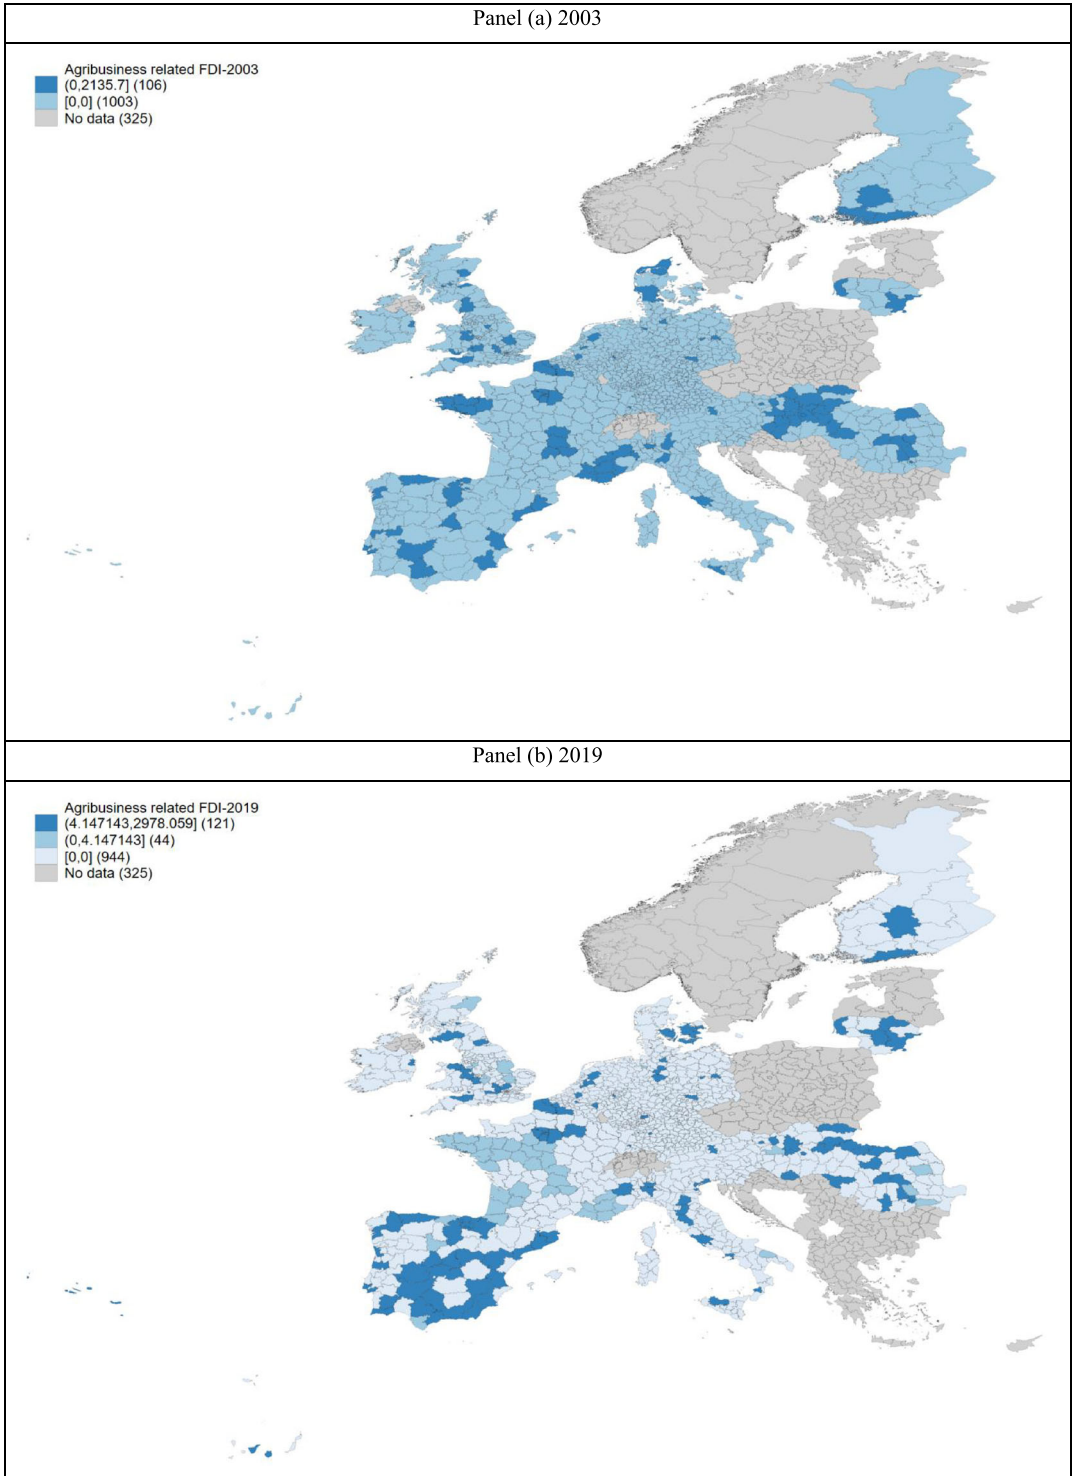 Panel (a) 2003
Agribusiness related FDI-2003
(0,2135.7] (106)
[0,0] (1003)
No data (325)
Panel (b) 2019
Agribusiness related FDI-2019
(4.147143,2978.059] (121)
(0,4.147143] (44)
[0,0] (944)
No data (325)